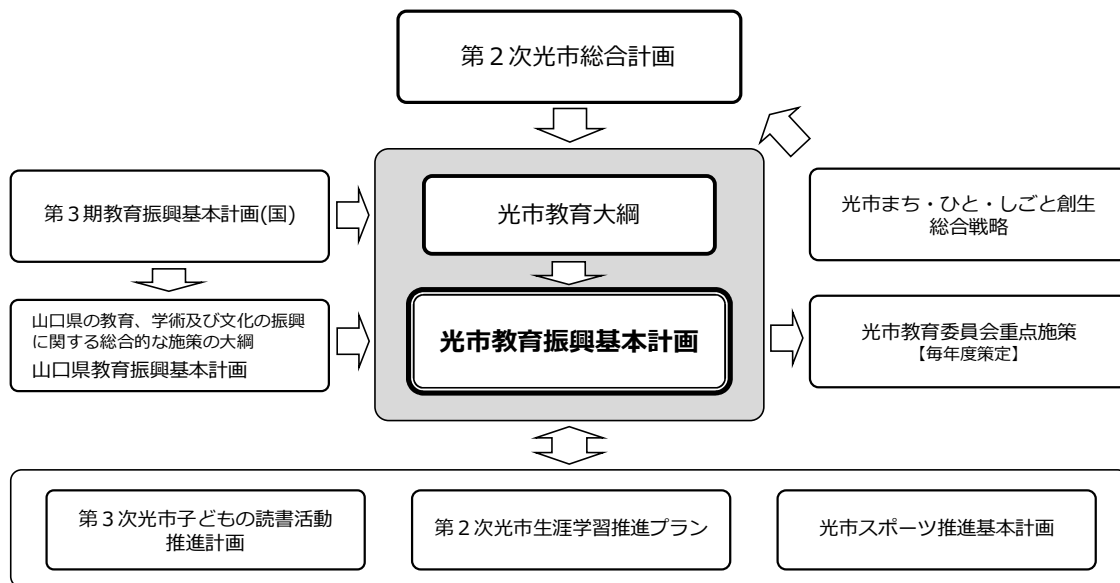 第２次光市総合計画
第３期教育振興基本計画(国)
光市教育大綱
光市まち・ひと・しごと創生
総合戦略
山口県の教育、学術及び文化の振興
に関する総合的な施策の大綱
山口県教育振興基本計画
光市教育振興基本計画
光市教育委員会重点施策
【毎年度策定】
第３次光市子どもの読書活動
推進計画
第２次光市生涯学習推進プラン
光市スポーツ推進基本計画